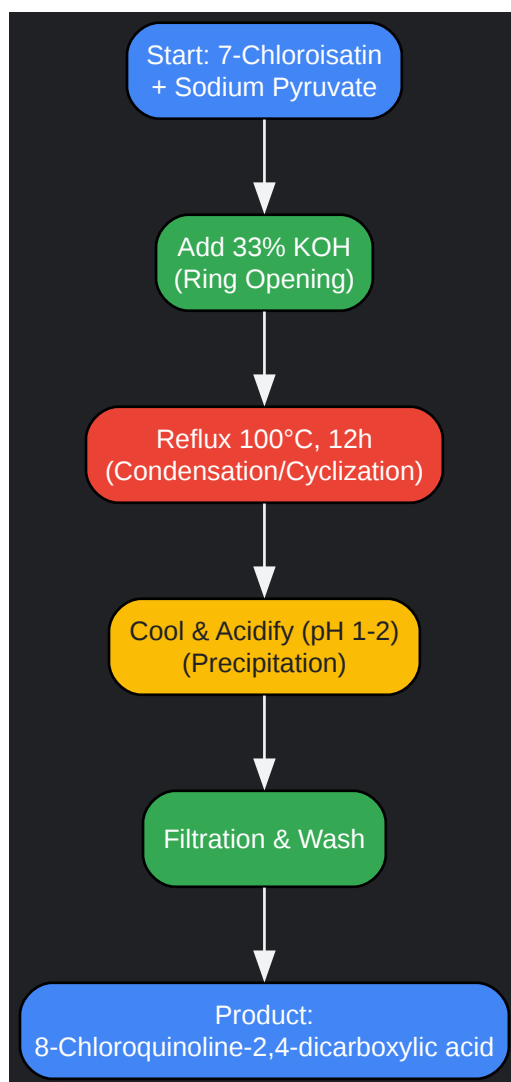 Start: 7-Chloroisatin
+ Sodium Pyruvate
Add 33% KOH
(Ring Opening)
Reflux 100°C, 12h
(Condensation/Cyclization)
Cool & Acidify (pH 1-2)
(Precipitation)
Filtration & Wash
Product:
8-Chloroquinoline-2,4-dicarboxylic acid